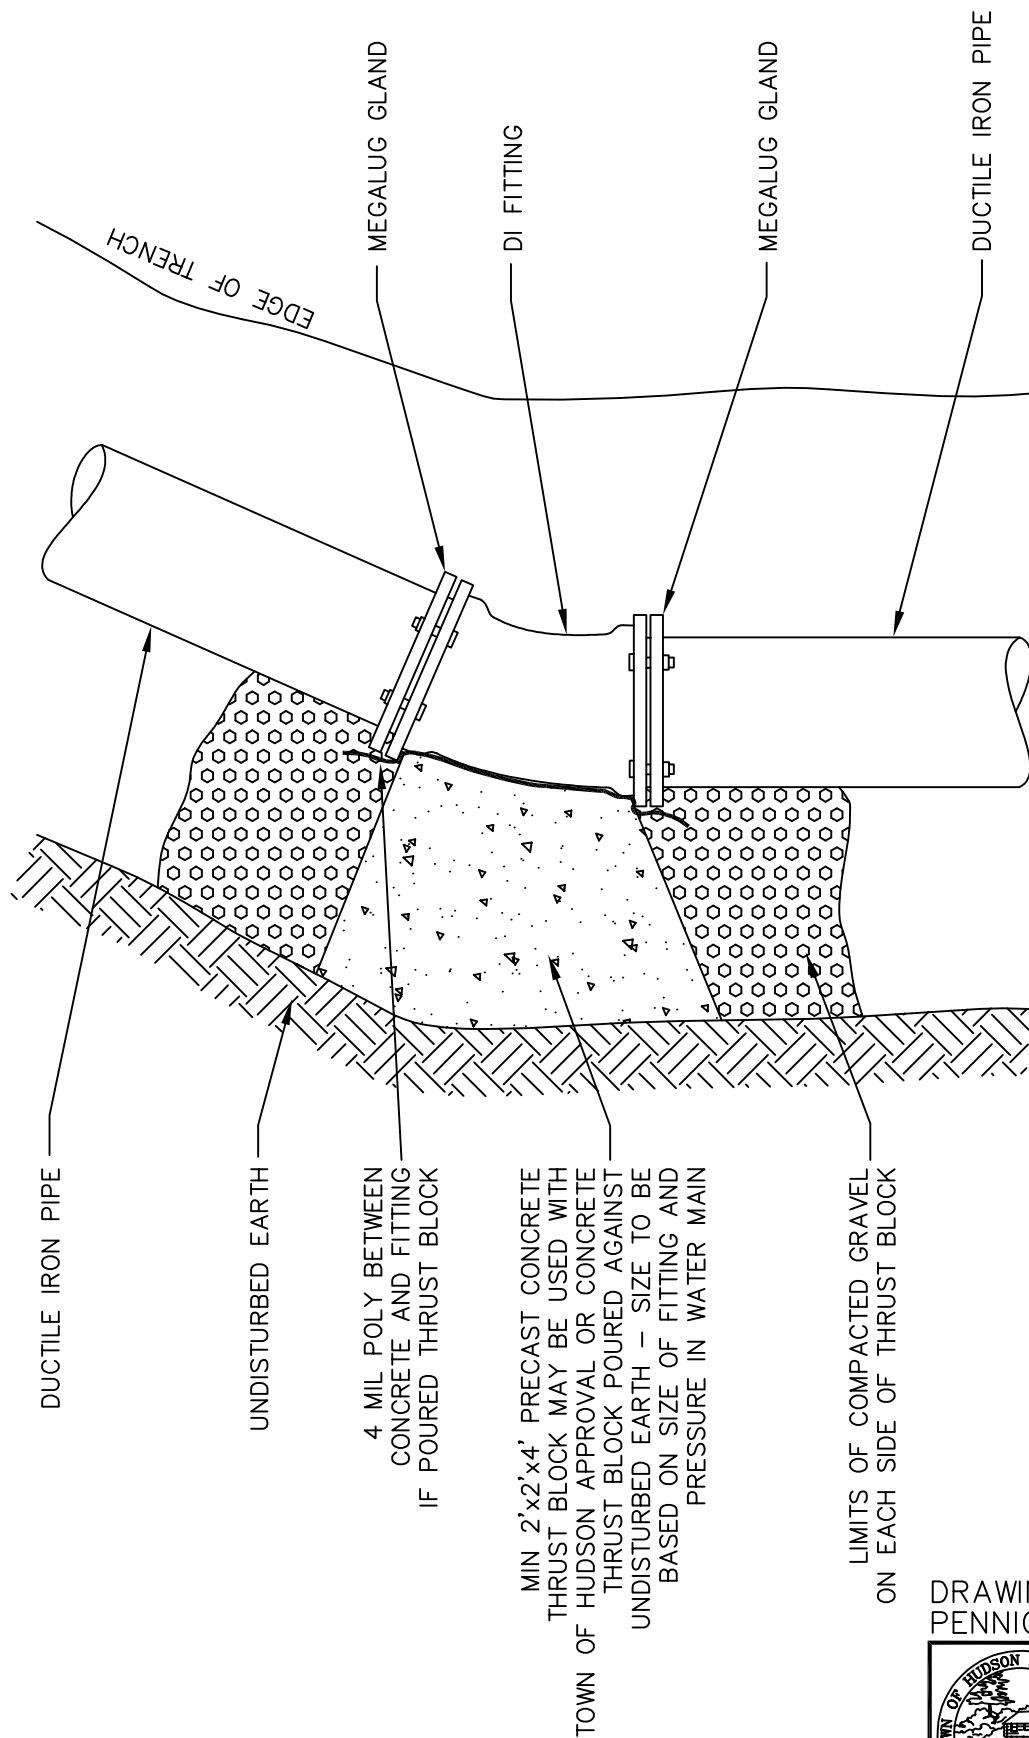 EDGE OF TRENCH
MEGALUG GLAND
DI FITTING
MEGALUG GLAND
DUCTILE IRON PIPE
DUCTILE IRON PIPE
UNDISTURBED EARTH
4 MIL POLY BETWEEN
CONCRETE AND FITTING
IF POURED THRUST BLOCK
MIN 2'x2'x4' PRECAST CONCRETE
THRUST BLOCK MAY BE USED WITH
TOWN OF HUDSON APPROVAL OR CONCRETE
THRUST BLOCK POURED AGAINST
UNDISTURBED EARTH – SIZE TO BE
BASED ON SIZE OF FITTING AND
PRESSURE IN WATER MAIN
LIMITS OF COMPACTED GRAVEL
ON EACH SIDE OF THRUST BLOCK
OF HUDSON